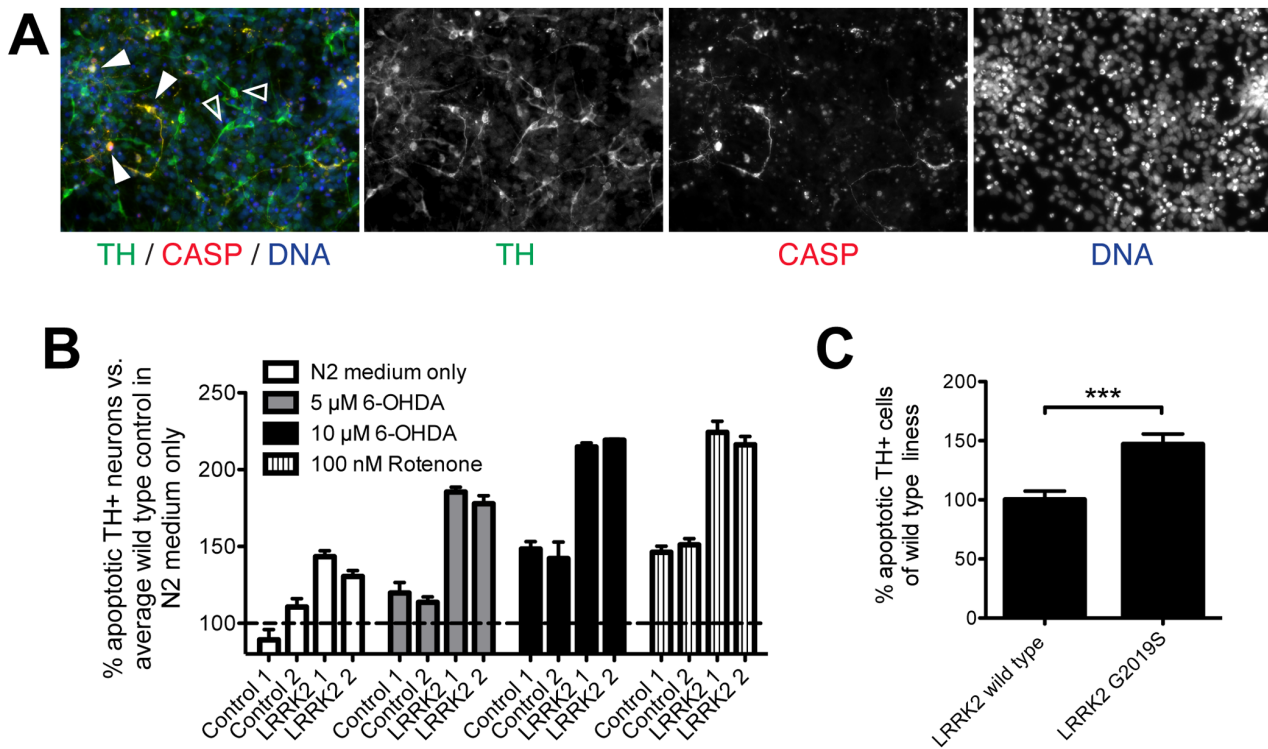 A
TH / CASP / DNA
TH
CASP
DNA
B
% apoptotic TH+ neurons vs.
average wild type control in
N2 medium only
250
200
150
100
N2 medium only
5 µM 6-OHDA
10 µM 6-OHDA
100 nM Rotenone
Control 1
Control 2
LRRK2 1
LRRK2 2
Control 1
Control 2
LRRK2 1
LRRK2 2
Control 1
Control 2
LRRK2 1
LRRK2 2
Control 1
Control 2
LRRK2 1
LRRK2 2
C
% apoptotic TH+ cells
of wild type liness
200
150
100
50
0
***
LRRK2 wild type
LRRK2 G2019S